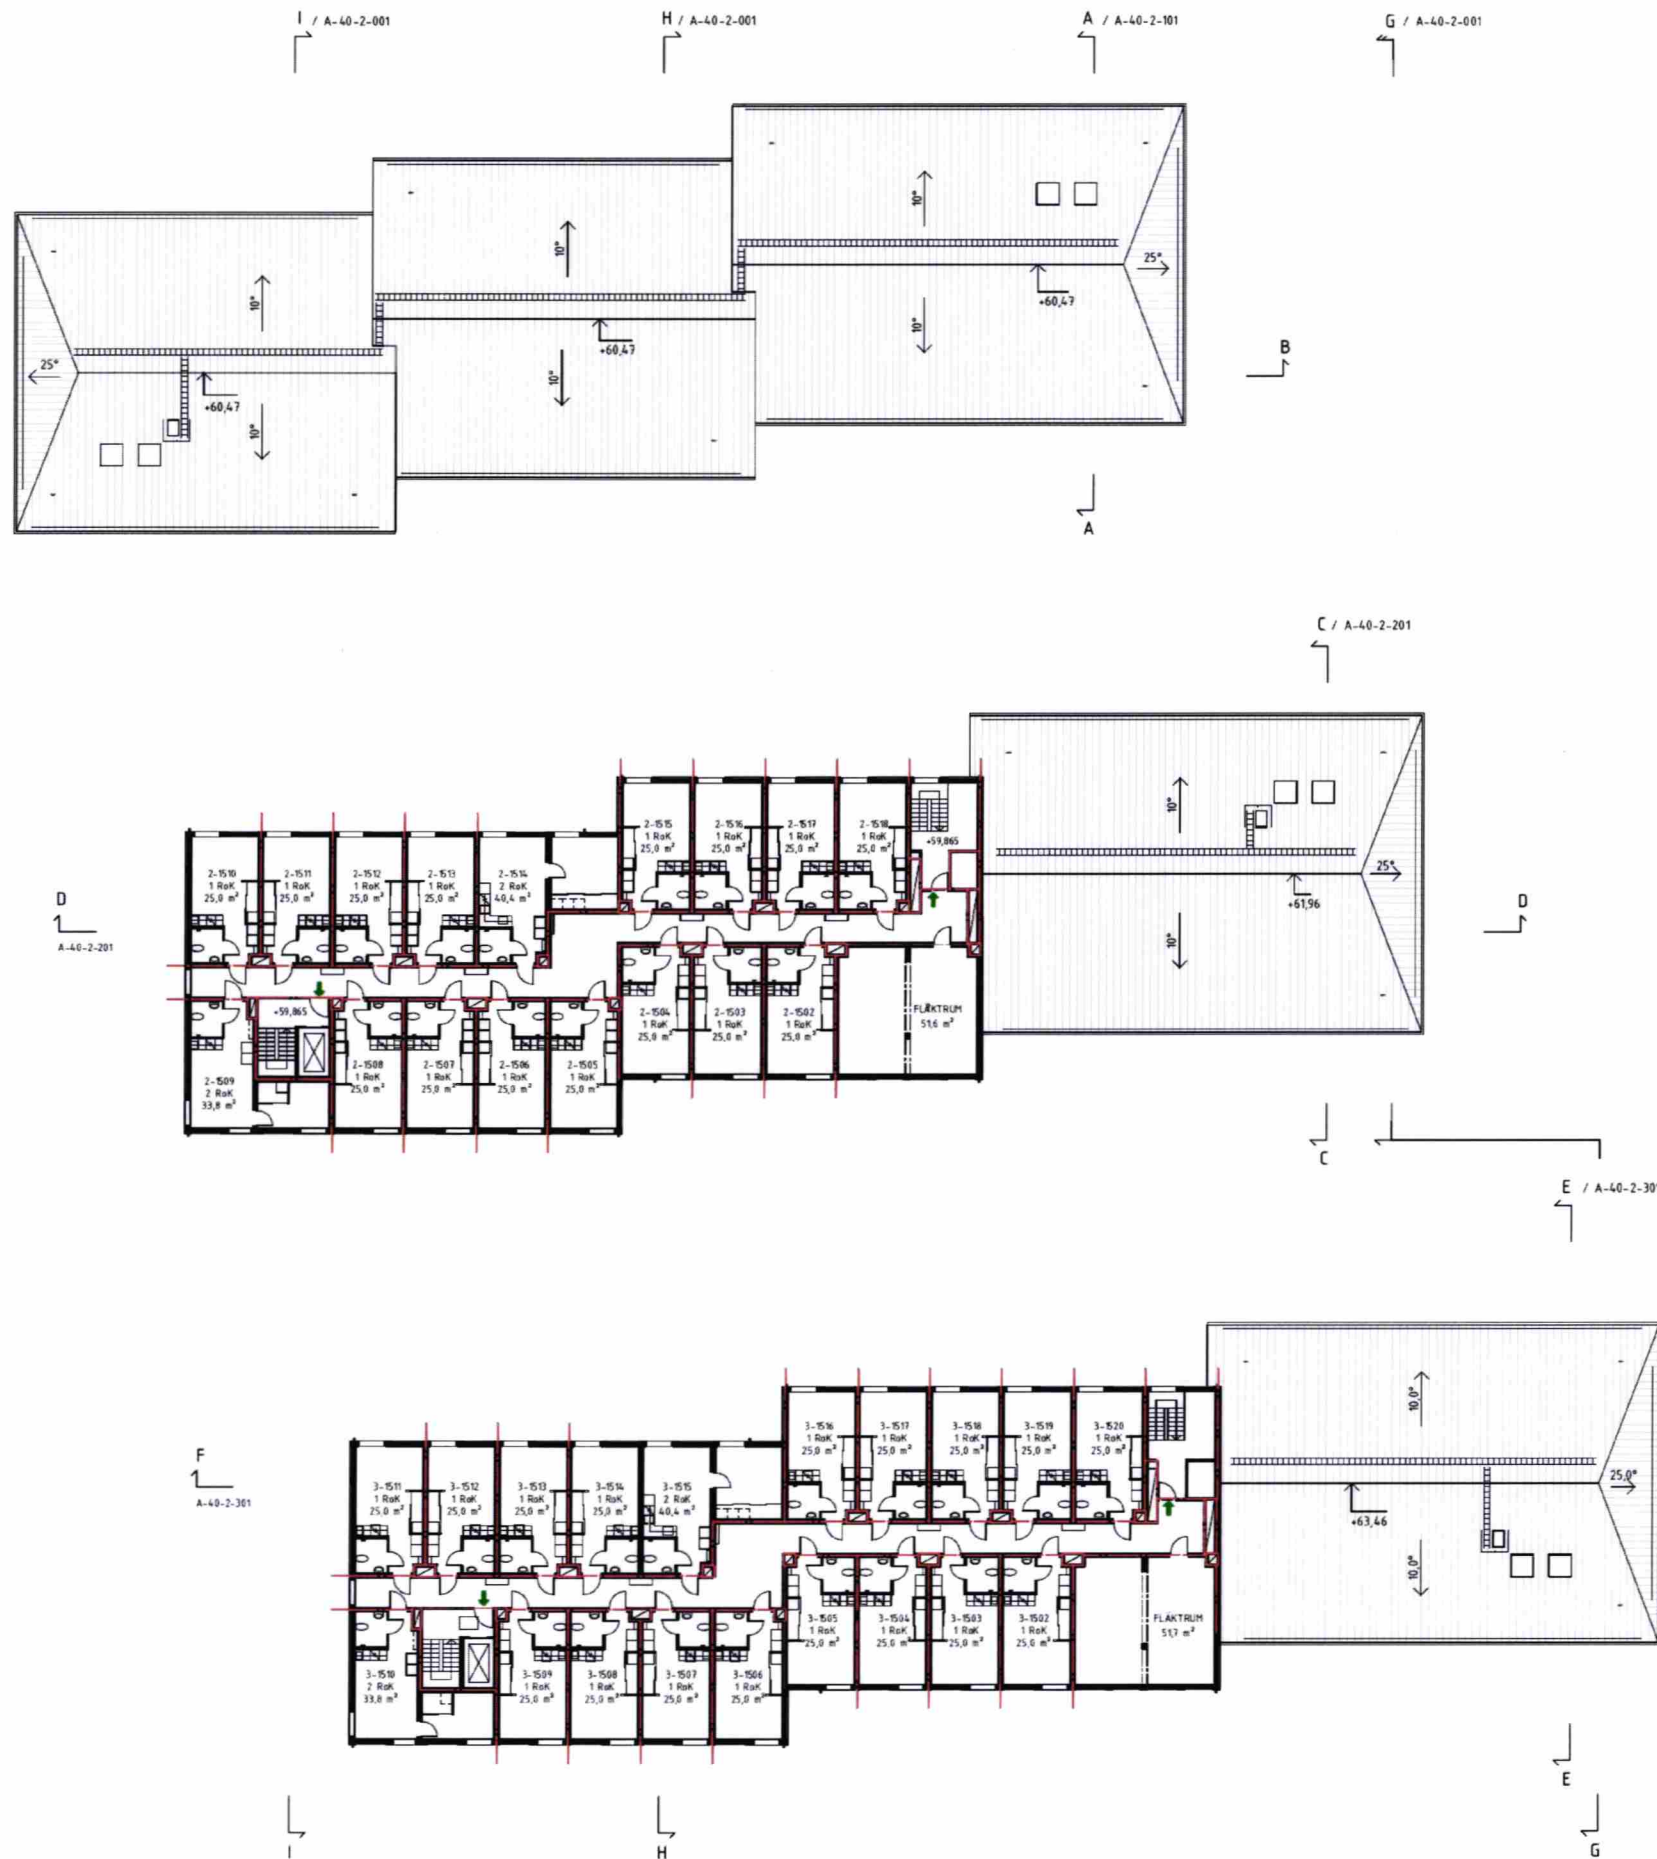 I / A-40-2-001
H / A-40-2-001
A / A-40-2-101
G / A-40-2-001
10°
25°
+60,47
10°
10°
+60,47
10°
25°
+60,47
10°
10°
B
A
C / A-40-2-201
2-1515
1 RoK
25,0 m²
2-1516
1 RoK
25,0 m²
2-1517
1 RoK
25,0 m²
2-1518
1 RoK
25,0 m²
+59,865
10°
25°
+61,96
10°
D
A-40-2-201
D
2-1510
1 RoK
25,0 m²
2-1511
1 RoK
25,0 m²
2-1512
1 RoK
25,0 m²
2-1513
1 RoK
25,0 m²
2-1514
2 RoK
40,4 m²
+59,865
2-1504
1 RoK
25,0 m²
2-1503
1 RoK
25,0 m²
2-1502
1 RoK
25,0 m²
FLÄKTRUM
51,6 m²
2-1509
2 RoK
33,8 m²
2-1508
1 RoK
25,0 m²
2-1507
1 RoK
25,0 m²
2-1506
1 RoK
25,0 m²
2-1505
1 RoK
25,0 m²
C
E / A-40-2-301
3-1516
1 RoK
25,0 m²
3-1517
1 RoK
25,0 m²
3-1518
1 RoK
25,0 m²
3-1519
1 RoK
25,0 m²
3-1520
1 RoK
25,0 m²
10,0°
25,0°
+63,46
10,0°
F
A-40-2-301
3-1511
1 RoK
25,0 m²
3-1512
1 RoK
25,0 m²
3-1513
1 RoK
25,0 m²
3-1514
1 RoK
25,0 m²
3-1515
2 RoK
40,4 m²
3-1505
1 RoK
25,0 m²
3-1504
1 RoK
25,0 m²
3-1503
1 RoK
25,0 m²
3-1502
1 RoK
25,0 m²
FLÄKTRUM
51,7 m²
3-1510
2 RoK
33,8 m²
3-1509
1 RoK
25,0 m²
3-1508
1 RoK
25,0 m²
3-1507
1 RoK
25,0 m²
3-1506
1 RoK
25,0 m²
E
I
H
G